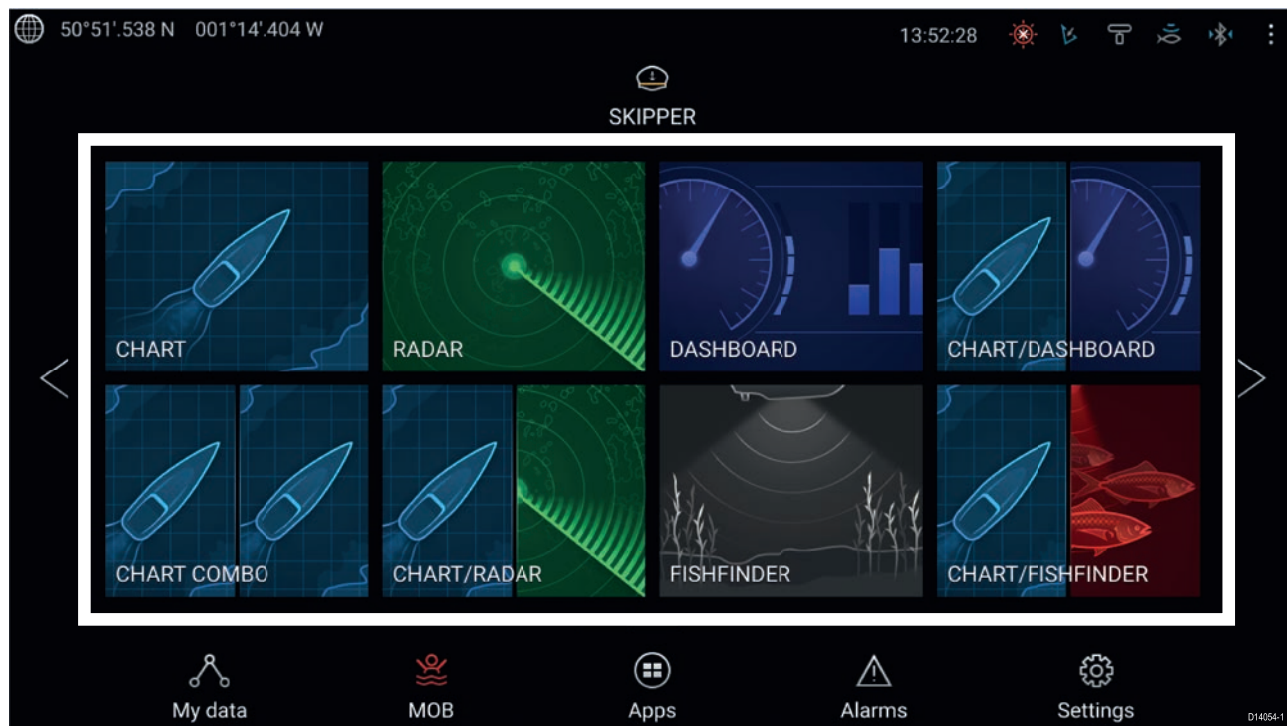 50°51'.538 N 001°14'.404 W
13:52:28
SKIPPER
CHART
RADAR
DASHBOARD
CHART/DASHBOARD
CHART COMBO
CHART/RADAR
FISHFINDER
CHART/FISHFINDER
My data
MOB
Apps
Alarms
Settings
D14054-1